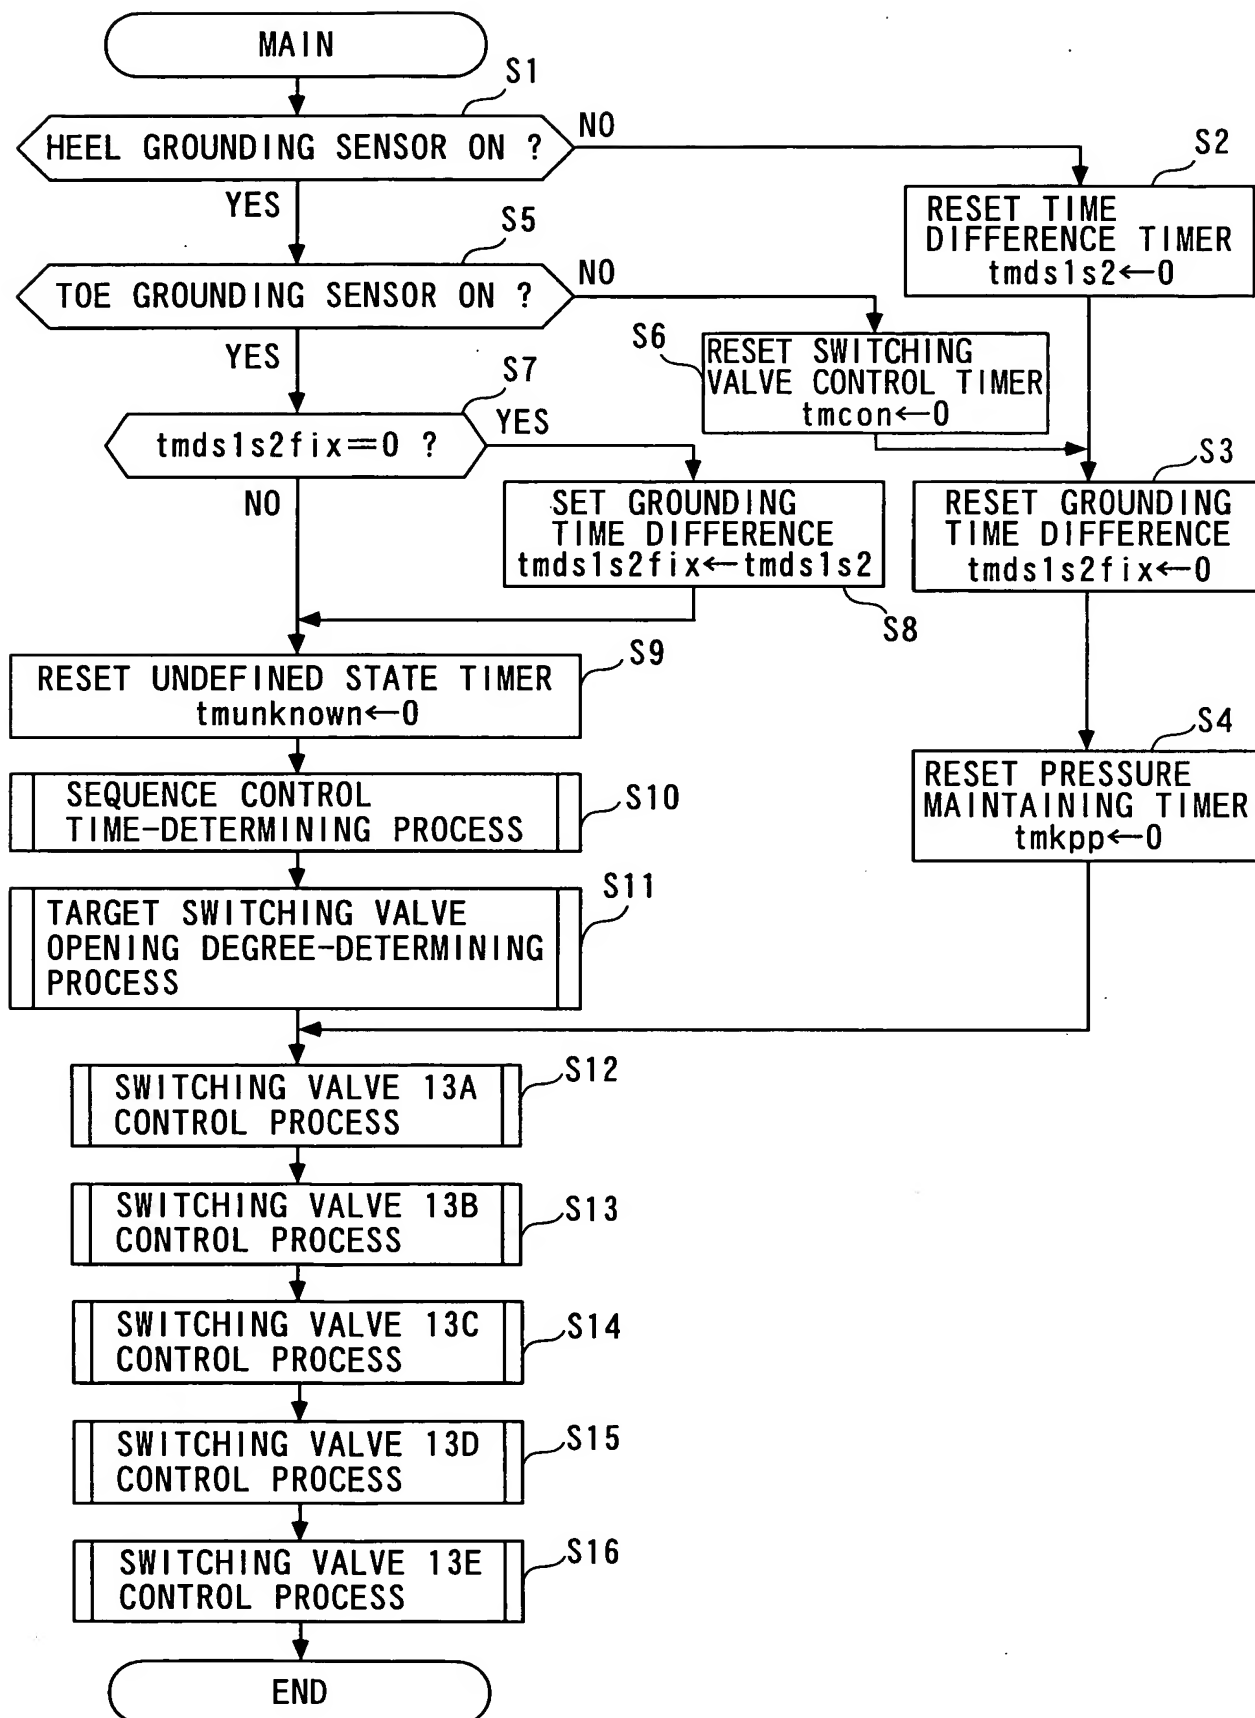 MAIN
S1
HEEL GROUNDING SENSOR ON ?
NO
YES
S2
RESET TIME
DIFFERENCE TIMER
tmds1s2←0
S5
TOE GROUNDING SENSOR ON ?
NO
YES
S6
RESET SWITCHING
VALVE CONTROL TIMER
tmcon←0
S7
tmds1s2fix=0 ?
YES
NO
S3
RESET GROUNDING
TIME DIFFERENCE
tmds1s2fix←0
SET GROUNDING
TIME DIFFERENCE
tmds1s2fix←tmds1s2
S8
S9
RESET UNDEFINED STATE TIMER
tmunknown←0
S4
RESET PRESSURE
MAINTAINING TIMER
tmkpp←0
SEQUENCE CONTROL
TIME-DETERMINING PROCESS
S10
TARGET SWITCHING VALVE
OPENING DEGREE-DETERMINING
PROCESS
S11
SWITCHING VALVE 13A
CONTROL PROCESS
S12
SWITCHING VALVE 13B
CONTROL PROCESS
S13
SWITCHING VALVE 13C
CONTROL PROCESS
S14
SWITCHING VALVE 13D
CONTROL PROCESS
S15
SWITCHING VALVE 13E
CONTROL PROCESS
S16
END